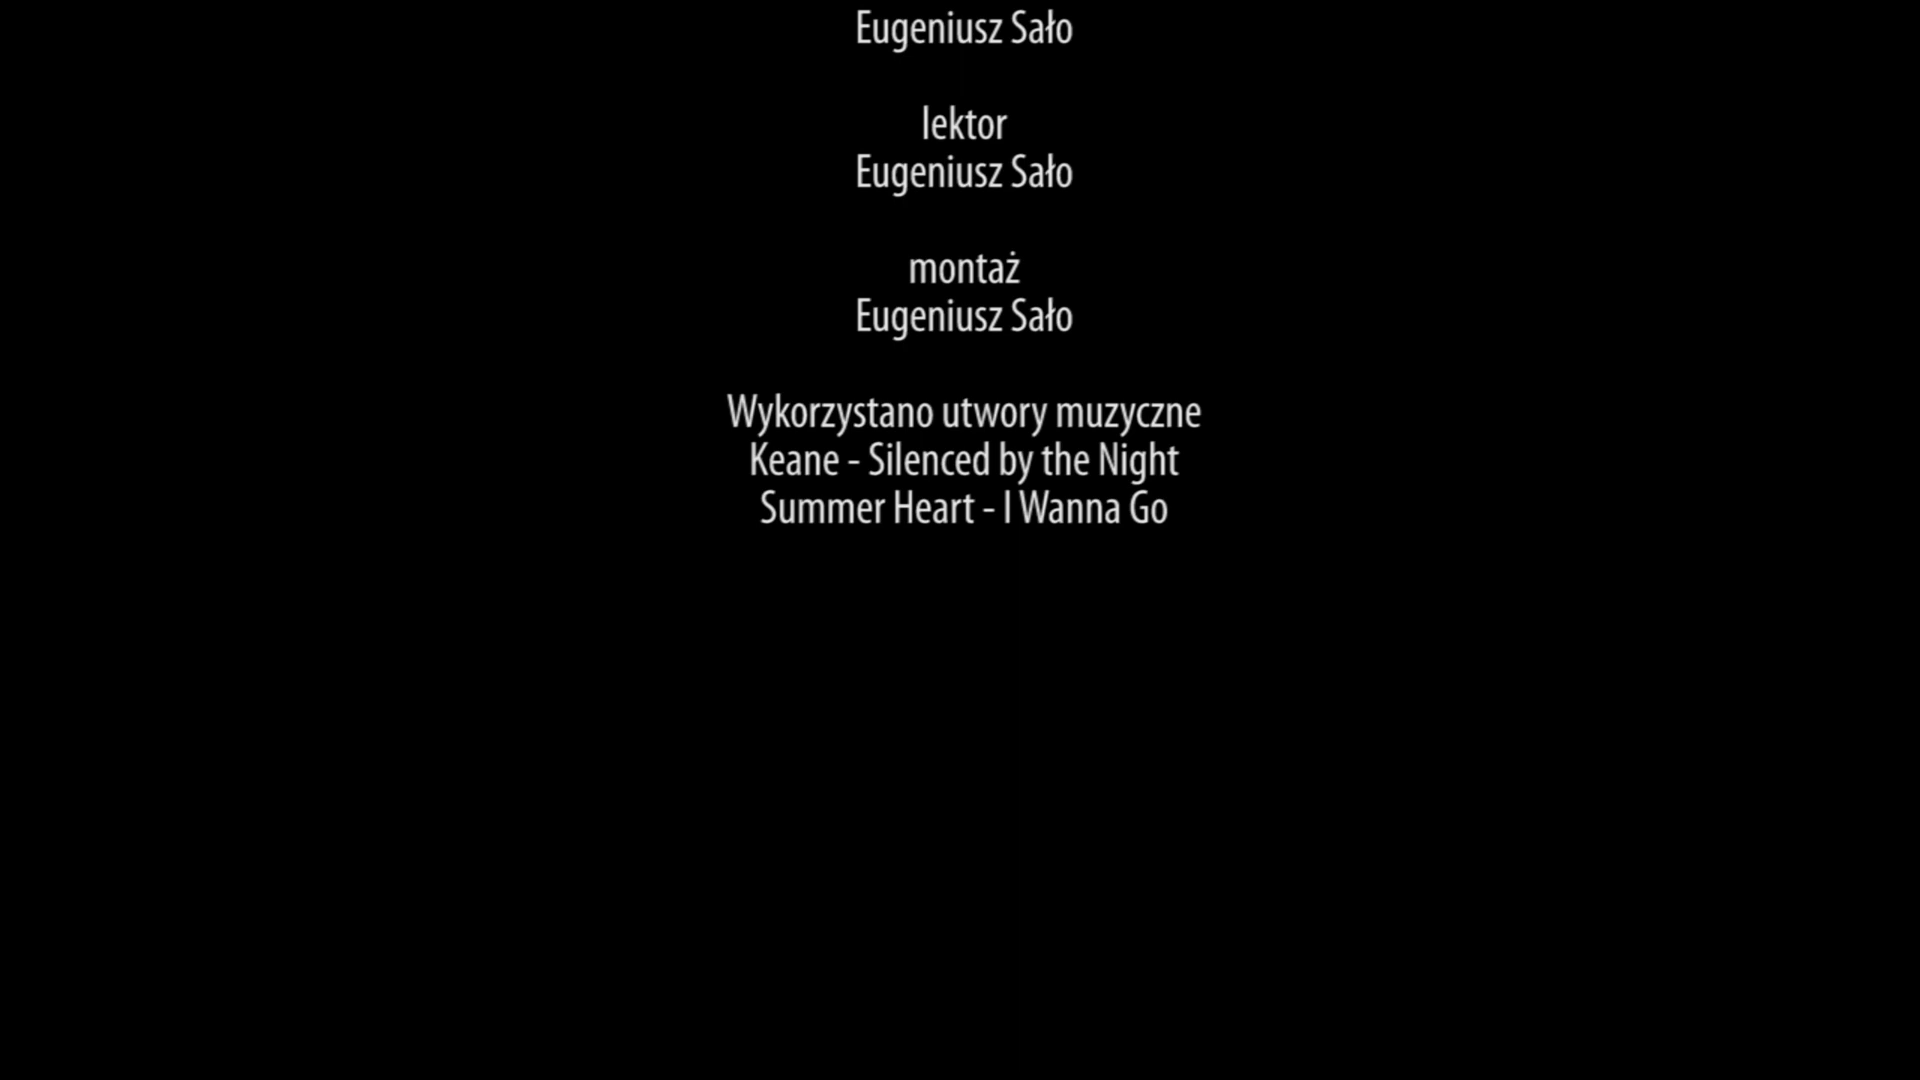 Eugeniusz Sało
lektor
Eugeniusz Sało
montaż
Eugeniusz Sało
Wykorzystano utwory muzyczne
Keane - Silenced by the Night
Summer Heart - I Wanna Go